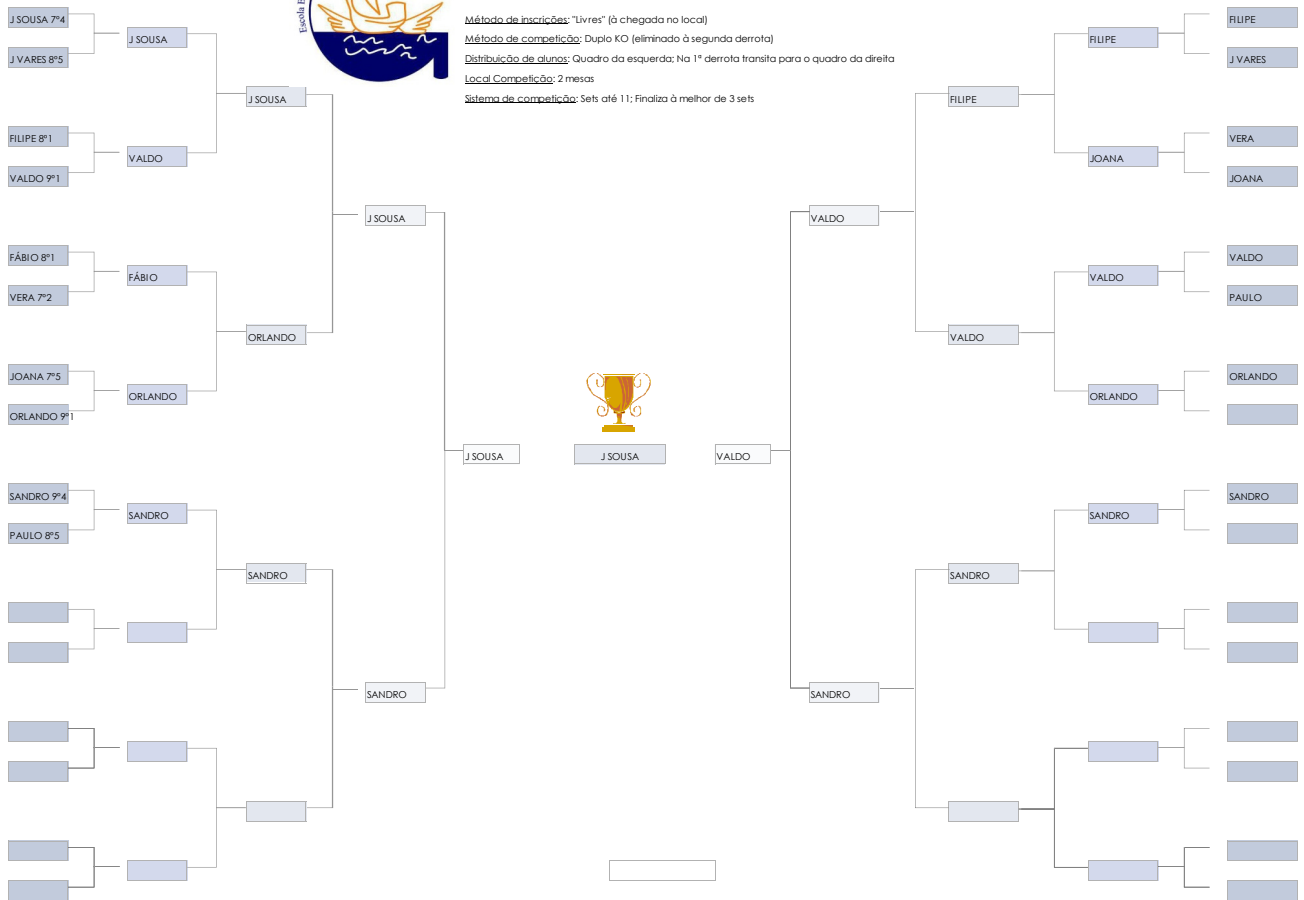 Escola E
Método de inscrições: "Livres" (à chegada no local)
Método de competição: Duplo KO (eliminado à segunda derrota)
Distribuição de alunos: Quadro da esquerda; Na 1ª derrota transita para o quadro da direita
Local Competição: 2 mesas
Sistema de competição: Sets até 11; Finaliza à melhor de 3 sets
J SOUSA 7º4
J VARES 8º5
FILIPE 8º1
VALDO 9º1
FÁBIO 8º1
VERA 7º2
JOANA 7º5
ORLANDO 9º1
SANDRO 9º4
PAULO 8º5
J SOUSA
VALDO
FÁBIO
ORLANDO
SANDRO
J SOUSA
ORLANDO
SANDRO
J SOUSA
SANDRO
J SOUSA
J SOUSA
VALDO
VALDO
SANDRO
FILIPE
VALDO
SANDRO
FILIPE
JOANA
VALDO
ORLANDO
SANDRO
FILIPE
J VARES
VERA
JOANA
VALDO
PAULO
ORLANDO
SANDRO